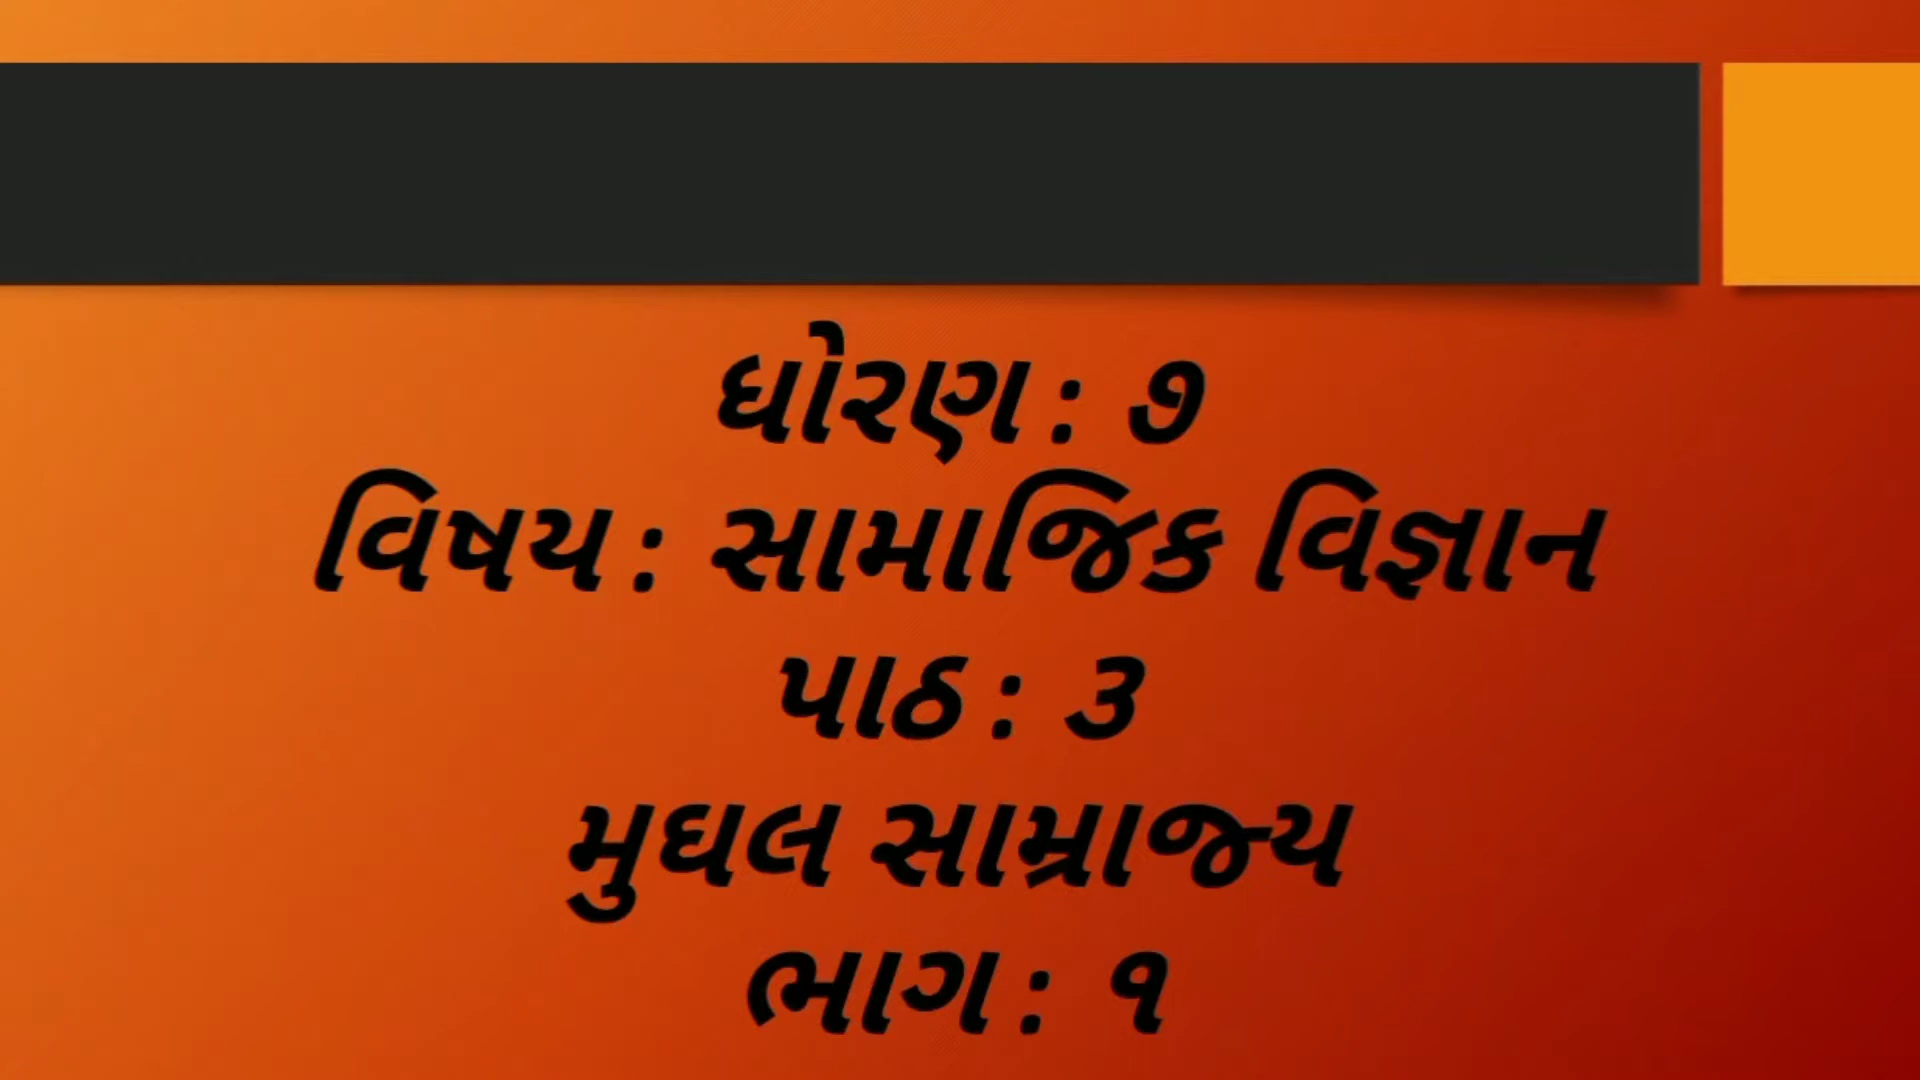 ધોરણ : ૭
વિષય : સામાજિક વિજ્ઞાન
પાઠ : ૩
મુઘલ સામ્રાજ્ય
ભાગ : ૧